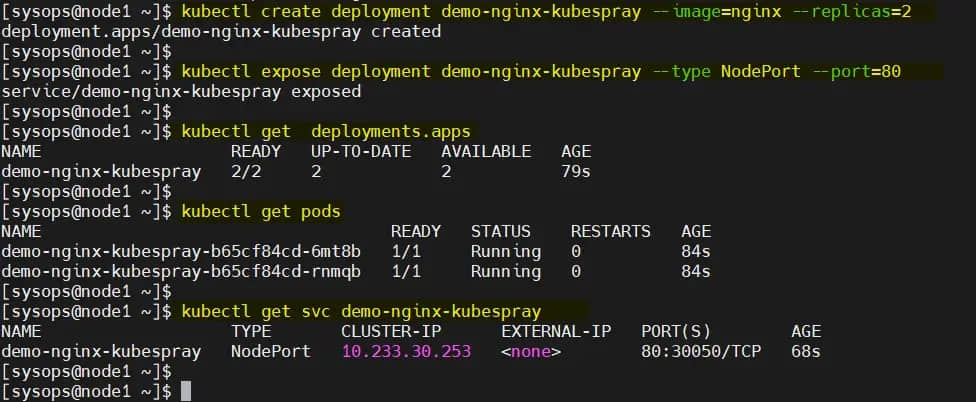 [sysops@node1 ~]$ kubectl create deployment demo-nginx-kubespray --image=nginx --replicas=2
deployment.apps/demo-nginx-kubespray created
[sysops@node1 ~]$
[sysops@node1 ~]$ kubectl expose deployment demo-nginx-kubespray --type NodePort --port=80
service/demo-nginx-kubespray exposed
[sysops@node1 ~]$
[sysops@node1 ~]$ kubectl get  deployments.apps
NAME                   READY   UP-TO-DATE   AVAILABLE   AGE
demo-nginx-kubespray   2/2     2            2           79s
[sysops@node1 ~]$
[sysops@node1 ~]$ kubectl get pods
NAME                                   READY   STATUS    RESTARTS   AGE
demo-nginx-kubespray-b65cf84cd-6mt8b   1/1     Running   0          84s
demo-nginx-kubespray-b65cf84cd-rnmqb   1/1     Running   0          84s
[sysops@node1 ~]$
[sysops@node1 ~]$ kubectl get svc demo-nginx-kubespray
NAME                   TYPE       CLUSTER-IP      EXTERNAL-IP   PORT(S)        AGE
demo-nginx-kubespray   NodePort   10.233.30.253   <none>        80:30050/TCP   68s
[sysops@node1 ~]$
[sysops@node1 ~]$